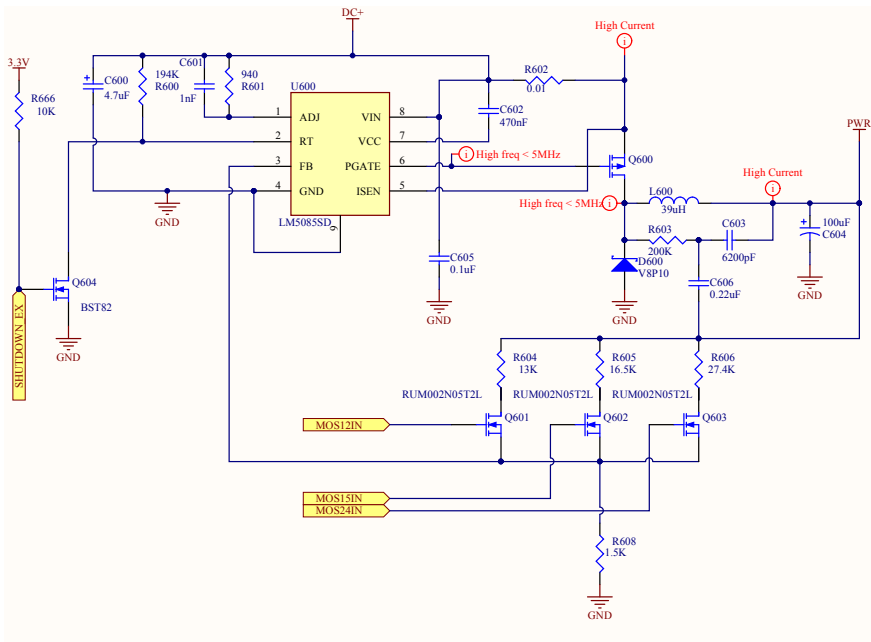 DC+
High Current
3.3V
C601
194K
R600
940
R601
1nF
C600
4.7uF
R666
10K
U600
R602
0.01
C602
470nF
1 ADJ VIN 8
2 RT VCC 7
3 FB PGATE 6
4 GND ISEN 5
LM5085SD
9
High freq < 5MHz
Q600
PWR
High Current
High freq < 5MHz
L600
39uH
GND
R603
200K
C603
6200pF
100uF
C604
C605
0.1uF
D600
V8P10
C606
0.22uF
GND
GND
GND
Q604
BST82
GND
SHUTDOWN_EX
R604
13K
R605
16.5K
R606
27.4K
RUM002N05T2L
RUM002N05T2L
RUM002N05T2L
MOS12IN
Q601
Q602
Q603
MOS15IN
MOS24IN
R608
1.5K
GND